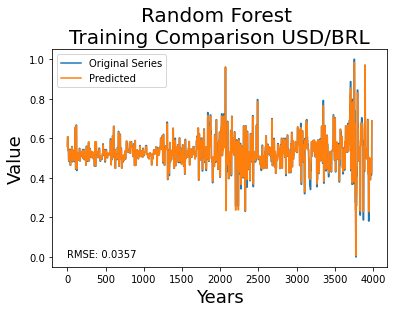 Random Forest
Training Comparison USD/BRL
Original Series
Predicted
1.0
0.8
0.6
0.4
0.2
0.0
Value
RMSE: 0.0357
0 500 1000 1500 2000 2500 3000 3500 4000
Years